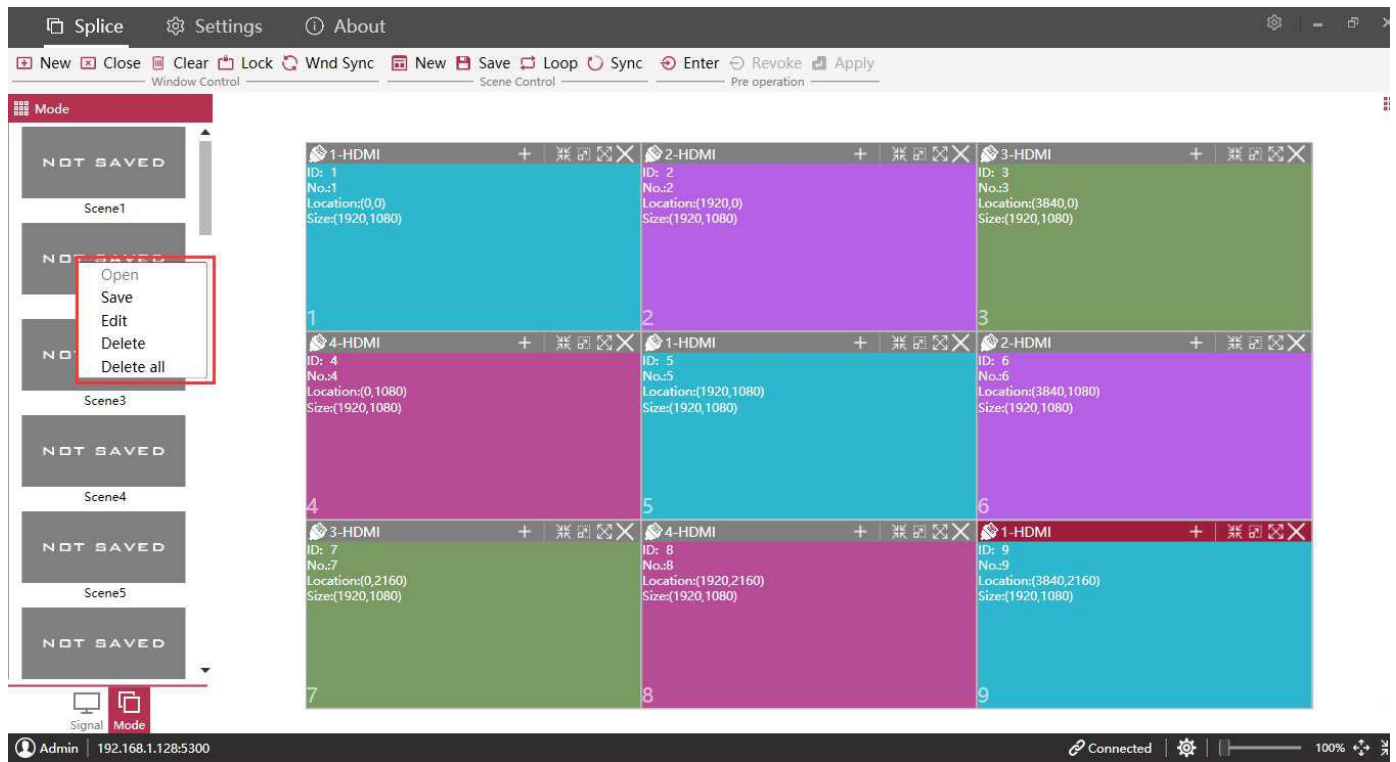 Splice Settings About
New Close Clear Lock Wnd Sync New Save Loop Sync Enter Revoke Apply
Window Control Scene Control Pre operation
Mode
NOT SAVED
Scene1
NOT SAVED
Open
Save
Edit
Delete
Delete all
Scene3
NOT SAVED
Scene4
NOT SAVED
Scene5
NOT SAVED
Signal Mode
1-HDMI
ID: 1
No.:1
Location:(0,0)
Size:(1920,1080)
1
2-HDMI
ID: 2
No.:2
Location:(1920,0)
Size:(1920,1080)
2
3-HDMI
ID: 3
No.:3
Location:(3840,0)
Size:(1920,1080)
3
4-HDMI
ID: 4
No.:4
Location:(0,1080)
Size:(1920,1080)
4
1-HDMI
ID: 5
No.:5
Location:(1920,1080)
Size:(1920,1080)
5
2-HDMI
ID: 6
No.:6
Location:(3840,1080)
Size:(1920,1080)
6
3-HDMI
ID: 7
No.:7
Location:(0,2160)
Size:(1920,1080)
7
4-HDMI
ID: 8
No.:8
Location:(1920,2160)
Size:(1920,1080)
8
1-HDMI
ID: 9
No.:9
Location:(3840,2160)
Size:(1920,1080)
9
Admin 192.168.1.128:5300 Connected 100%